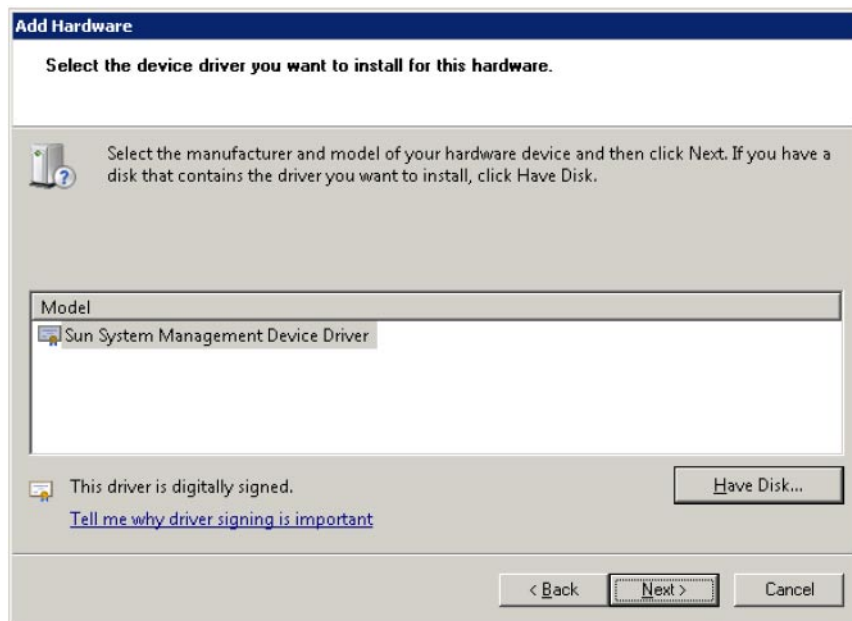 Add Hardware
Select the device driver you want to install for this hardware.
Select the manufacturer and model of your hardware device and then click Next. If you have a
disk that contains the driver you want to install, click Have Disk.
Model
Sun System Management Device Driver
This driver is digitally signed.
Have Disk...
Tell me why driver signing is important
< Back
Next >
Cancel